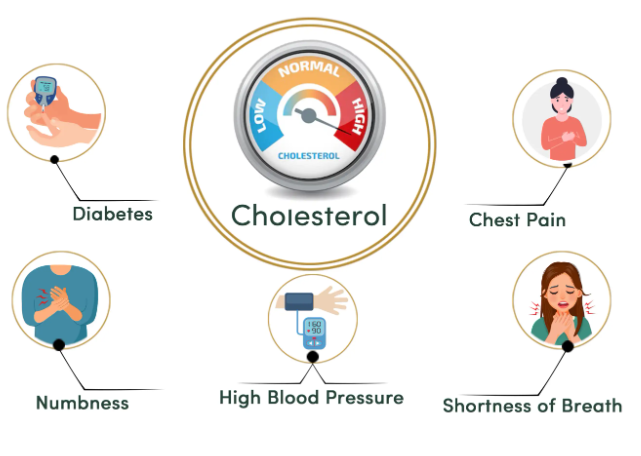 LOW
NORMAL
HIGH
CHOLESTEROL
Cholesterol
Diabetes
Chest Pain
160
90
Numbness
High Blood Pressure
Shortness of Breath